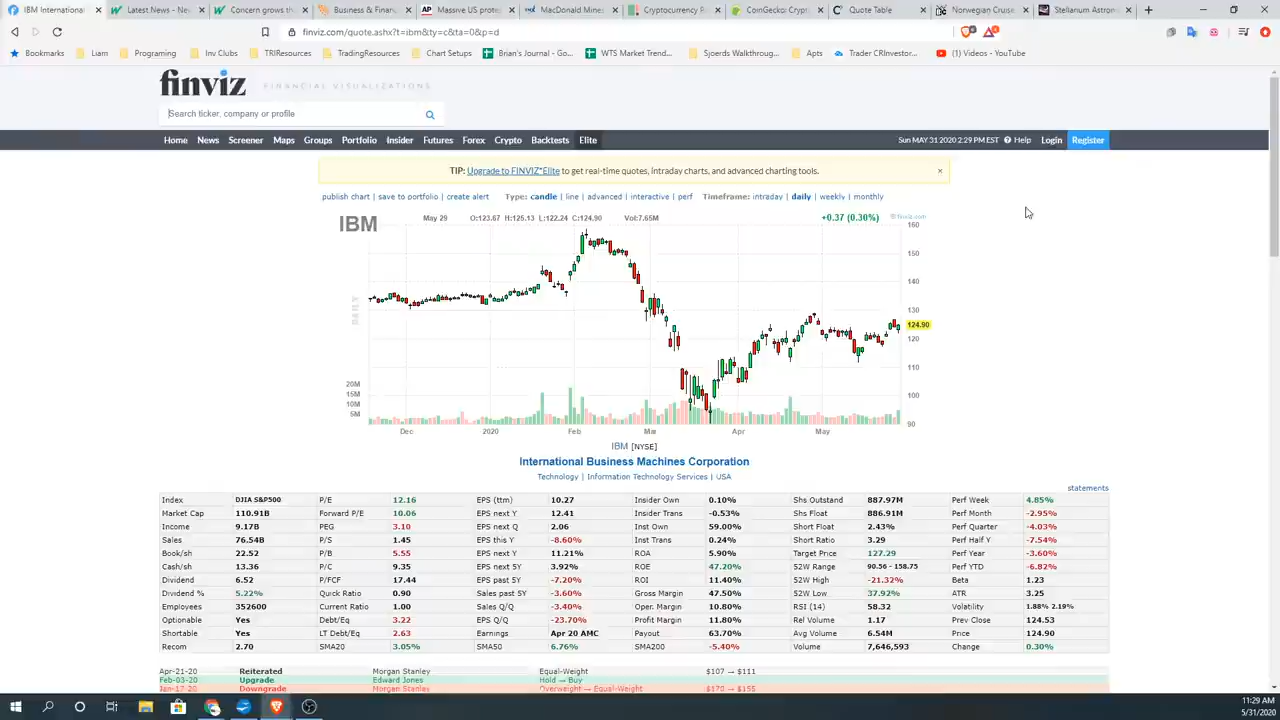 IBM International Latest News - New Concern grows th Business & Financ Massive US protes MacDonald Mines Cryptocurrency P CoinGecko: Crypt Quote Table Norwegian Cruse Stellarium Astron
finviz.com/quote.ashx?t=ibm&ty=c&ta=0&p=d
Bookmarks Liam Programing Inv Clubs TRIResources TradingResources Chart Setups Brian's Journal - Go... WTS Market Trend... Sjoerds Walkthroug... Apts Trader CRInvestor... (1) Videos - YouTube
finviz FINANCIAL VISUALIZATIONS
Search ticker, company or profile
Home News Screener Maps Groups Portfolio Insider Futures Forex Crypto Backtests Elite Sun MAY 31 2020 2:29 PM EST Help Login Register
TIP: Upgrade to FINVIZ*Elite to get real-time quotes, intraday charts, and advanced charting tools. ×
publish chart | save to portfolio | create alert Type: candle | line | advanced | interactive | perf Timeframe: intraday | daily | weekly | monthly
IBM May 29 O:123.67 H:125.13 L:122.24 C:124.90 Vol:7.65M +0.37 (0.30%) © finviz.com
160
150
140
DAILY
130
124.90
120
110
20M
15M 100
10M
5M
90
Dec 2020 Feb Mar Apr May
IBM [NYSE]
International Business Machines Corporation
Technology | Information Technology Services | USA
statements
Index DJIA S&P500 P/E 12.16 EPS (ttm) 10.27 Insider Own 0.10% Shs Outstand 887.97M Perf Week 4.85%
Market Cap 110.91B Forward P/E 10.06 EPS next Y 12.41 Insider Trans -0.53% Shs Float 886.91M Perf Month -2.95%
Income 9.17B PEG 3.10 EPS next Q 2.06 Inst Own 59.00% Short Float 2.43% Perf Quarter -4.03%
Sales 76.54B P/S 1.45 EPS this Y -8.60% Inst Trans 0.24% Short Ratio 3.29 Perf Half Y -7.54%
Book/sh 22.52 P/B 5.55 EPS next Y 11.21% ROA 5.90% Target Price 127.29 Perf Year -3.60%
Cash/sh 13.36 P/C 9.35 EPS next 5Y 3.92% ROE 47.20% 52W Range 90.56 - 158.75 Perf YTD -6.82%
Dividend 6.52 P/FCF 17.44 EPS past 5Y -7.20% ROI 11.40% 52W High -21.32% Beta 1.23
Dividend % 5.22% Quick Ratio 0.90 Sales past 5Y -3.60% Gross Margin 47.50% 52W Low 37.92% ATR 3.25
Employees 352600 Current Ratio 1.00 Sales Q/Q -3.40% Oper. Margin 10.80% RSI (14) 58.32 Volatility 1.88% 2.19%
Optionable Yes Debt/Eq 3.22 EPS Q/Q -23.70% Profit Margin 11.80% Rel Volume 1.17 Prev Close 124.53
Shortable Yes LT Debt/Eq 2.63 Earnings Apr 20 AMC Payout 63.70% Avg Volume 6.54M Price 124.90
Recom 2.70 SMA20 3.05% SMA50 6.76% SMA200 -5.40% Volume 7,646,593 Change 0.30%
Apr-21-20 Reiterated Morgan Stanley Equal-Weight $107 → $111
Feb-03-20 Upgrade Edward Jones Hold → Buy
Jan-17-20 Downgrade Morgan Stanley Overweight → Equal-Weight $170 → $155
11:29 AM
5/31/2020